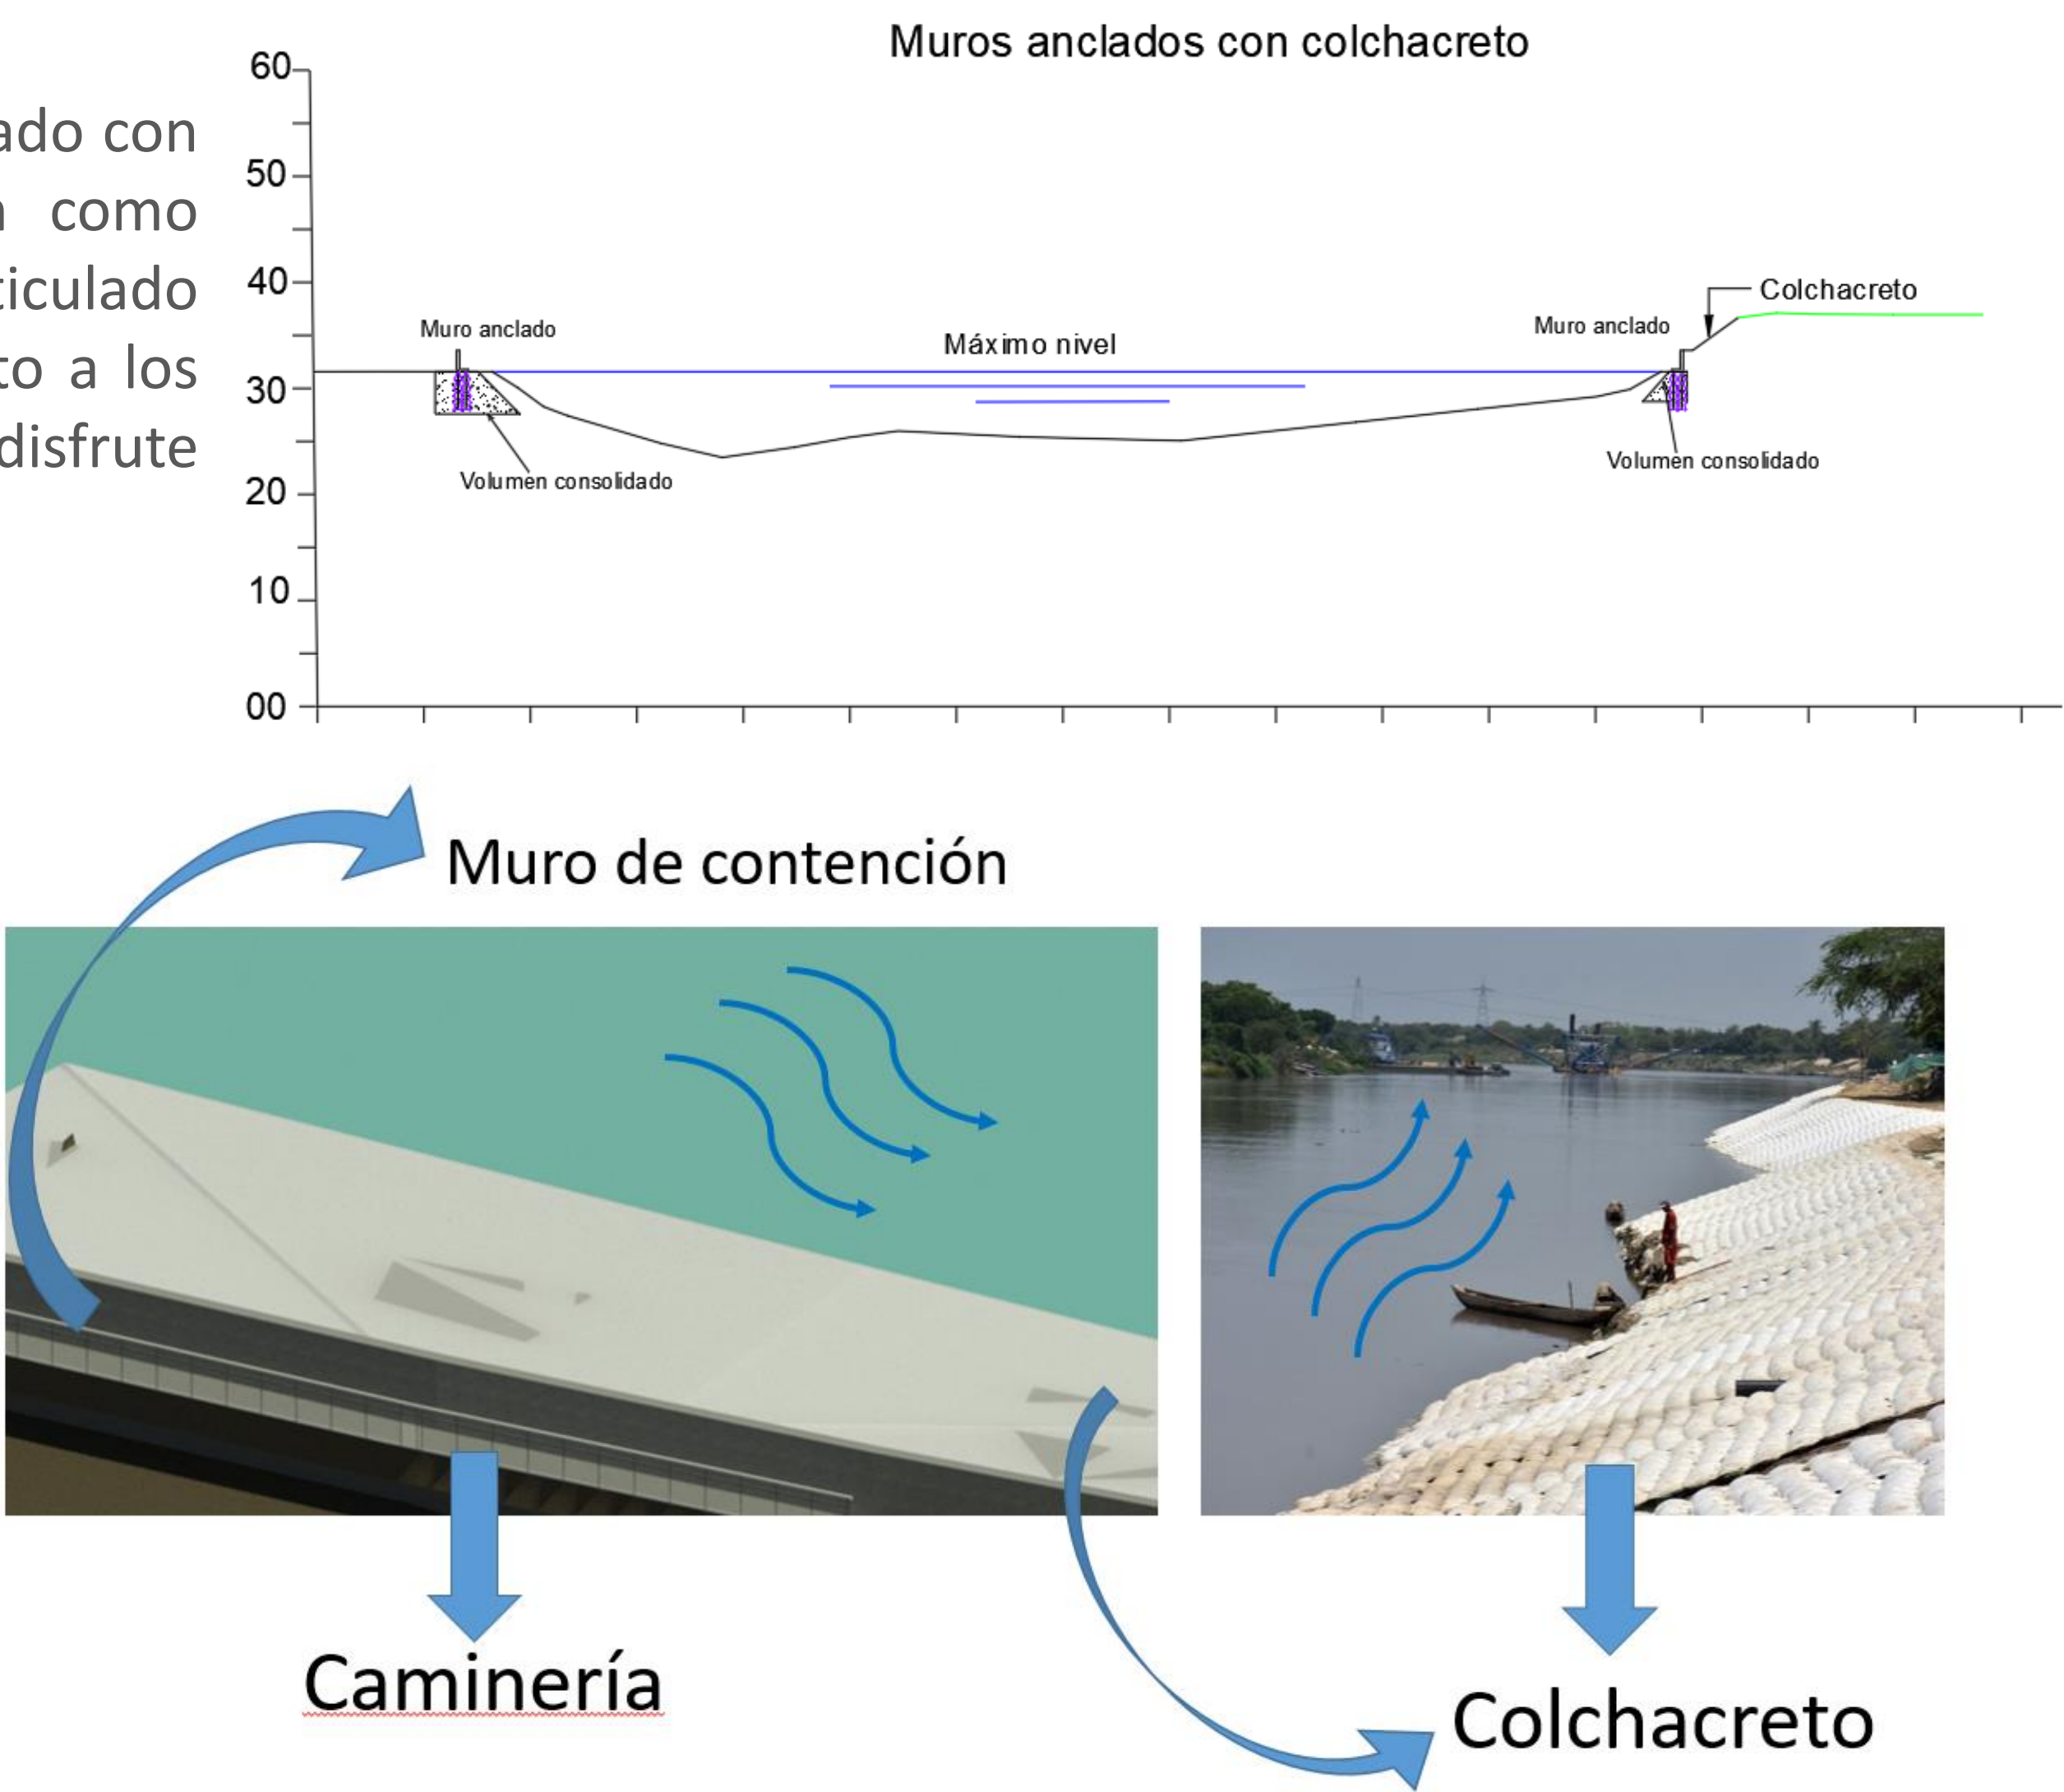 Muros anclados con colchacreto
ado con
como
ticulado
to a los
disfrute
60
50
40
30
20
10
00
Muro anclado
Máximo nivel
Muro anclado
Colchacreto
Volumen consolidado
Volumen consolidado
Muro de contención
Caminería
Colchacreto